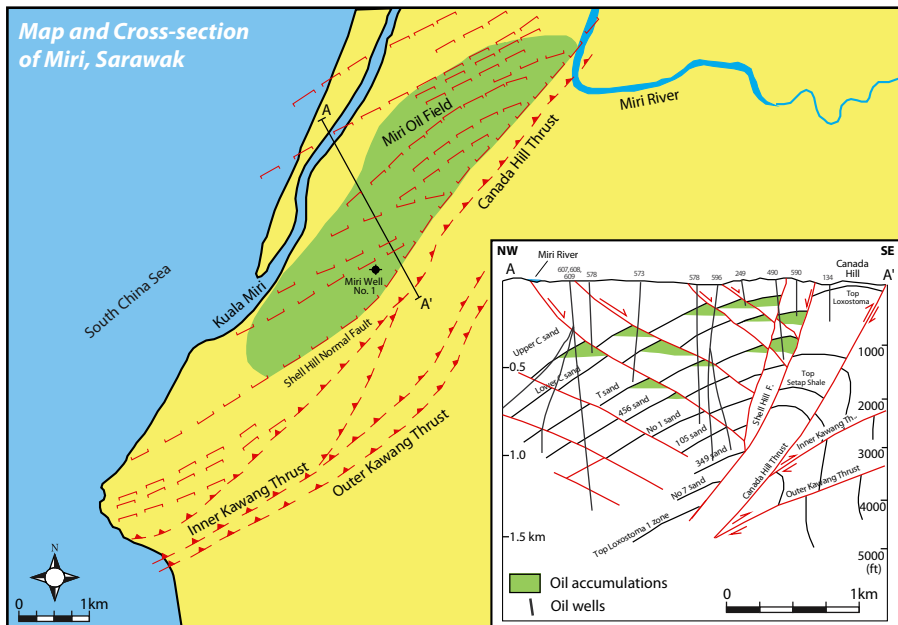 Map and Cross-section
of Miri, Sarawak
A
Miri Oil Field
Miri River
Canada Hill Thrust
South China Sea
Kuala Miri
Miri Well
No. 1
A'
Shell Hill Normal Fault
Inner Kawang Thrust
Outer Kawang Thrust
N
0 1km
NW SE
A Miri River Canada
Hill A'
607,608,
609 578 573 578 596 249 490 590 134
Top
Loxostoma
Upper C sand
Lower C sand
T sand
456 sand
No 1 sand
105 sand
349 sand
No 7 sand
Top Loxostoma 1 zone
Shell Hill F.
Top
Setap Shale
Canada Hill Thrust
Inner Kawang Th..
Outer Kawang Thrust
-0.5
-1.0
-1.5 km
1000
2000
3000
4000
5000
(ft)
Oil accumulations
Oil wells
0 1km